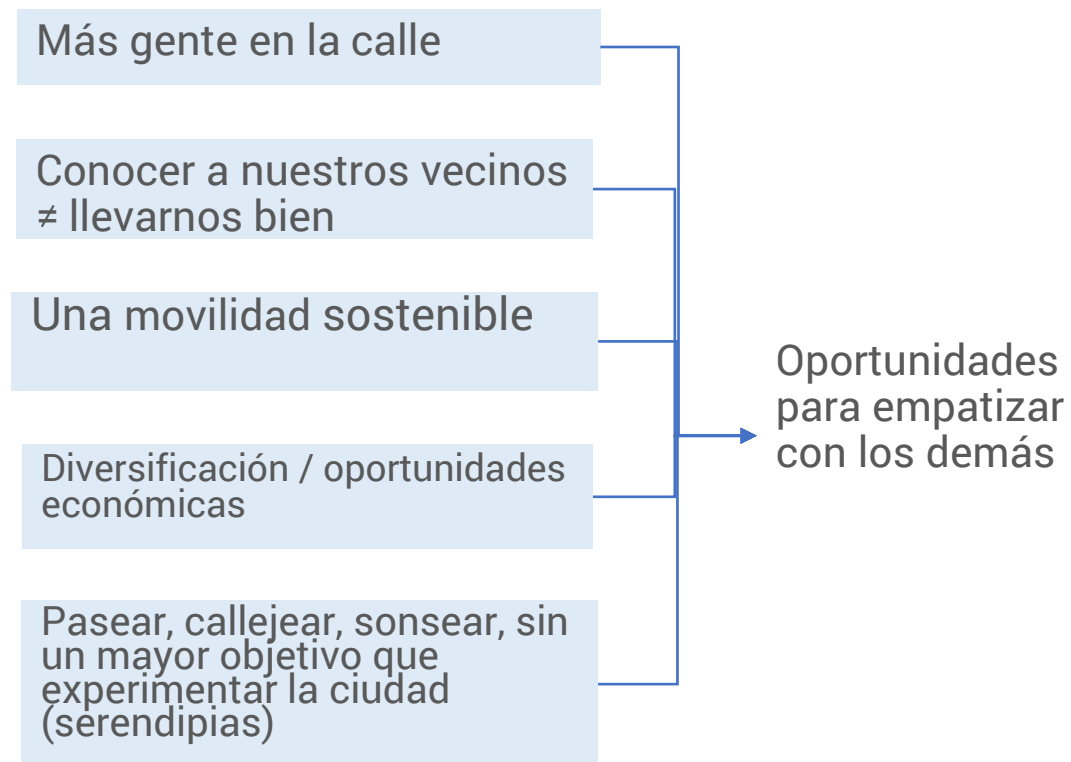 Más gente en la calle
Conocer a nuestros vecinos
≠ llevarnos bien
Una movilidad sostenible
Diversificación / oportunidades
económicas
Pasear, callejear, sonsear, sin
un mayor objetivo que
experimentar la ciudad
(serendipias)
Oportunidades
para empatizar
con los demás